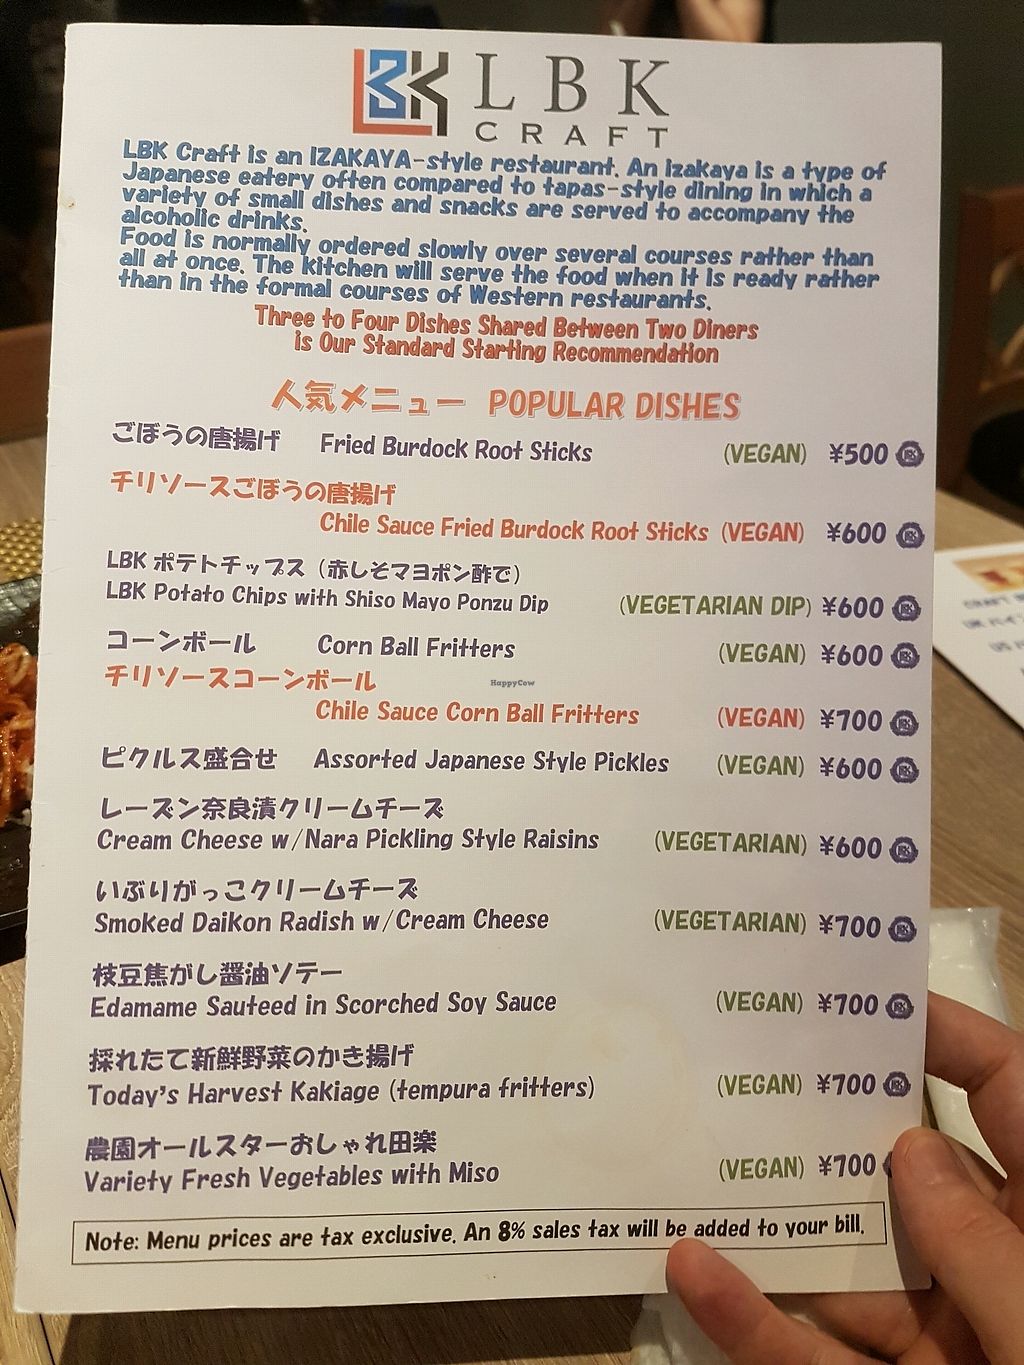 LBK LBK
CRAFT
LBK Craft is an IZAKAYA-style restaurant. An izakaya is a type of
Japanese eatery often compared to tapas-style dining in which a
variety of small dishes and snacks are served to accompany the
alcoholic drinks.
Food is normally ordered slowly over several courses rather than
all at once. The kitchen will serve the food when it is ready rather
than in the formal courses of Western restaurants.
Three to Four Dishes Shared Between Two Diners
is Our Standard Starting Recommendation
人気メニュー POPULAR DISHES
ごぼうの唐揚げ Fried Burdock Root Sticks (VEGAN) ¥500
チリソースごぼうの唐揚げ
Chile Sauce Fried Burdock Root Sticks (VEGAN) ¥600
LBK ポテトチップス（赤しそマヨポン酢で）
LBK Potato Chips with Shiso Mayo Ponzu Dip (VEGETARIAN DIP) ¥600
コーンボール Corn Ball Fritters (VEGAN) ¥600
チリソースコーンボール
HappyCow
Chile Sauce Corn Ball Fritters (VEGAN) ¥700
ピクルス盛合せ Assorted Japanese Style Pickles (VEGAN) ¥600
レーズン奈良漬クリームチーズ
Cream Cheese w/Nara Pickling Style Raisins (VEGETARIAN) ¥600
いぶりがっこクリームチーズ
Smoked Daikon Radish w/Cream Cheese (VEGETARIAN) ¥700
枝豆焦がし醤油ソテー
Edamame Sauteed in Scorched Soy Sauce (VEGAN) ¥700
採れたて新鮮野菜のかき揚げ
Today's Harvest Kakiage (tempura fritters) (VEGAN) ¥700
農園オールスターおしゃれ田楽
Variety Fresh Vegetables with Miso (VEGAN) ¥700
Note: Menu prices are tax exclusive. An 8% sales tax will be added to your bill.